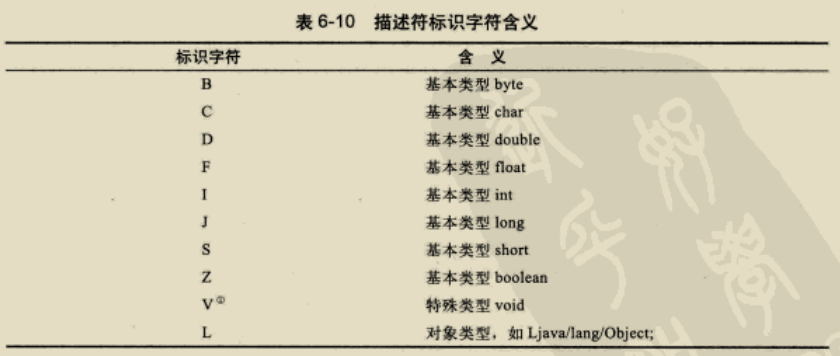 表 6-10 描述符标识字符含义
标识字符 含 义
B 基本类型 byte
C 基本类型 char
D 基本类型 double
F 基本类型 float
I 基本类型 int
J 基本类型 long
S 基本类型 short
Z 基本类型 boolean
V① 特殊类型 void
L 对象类型，如 Ljava/lang/Object;